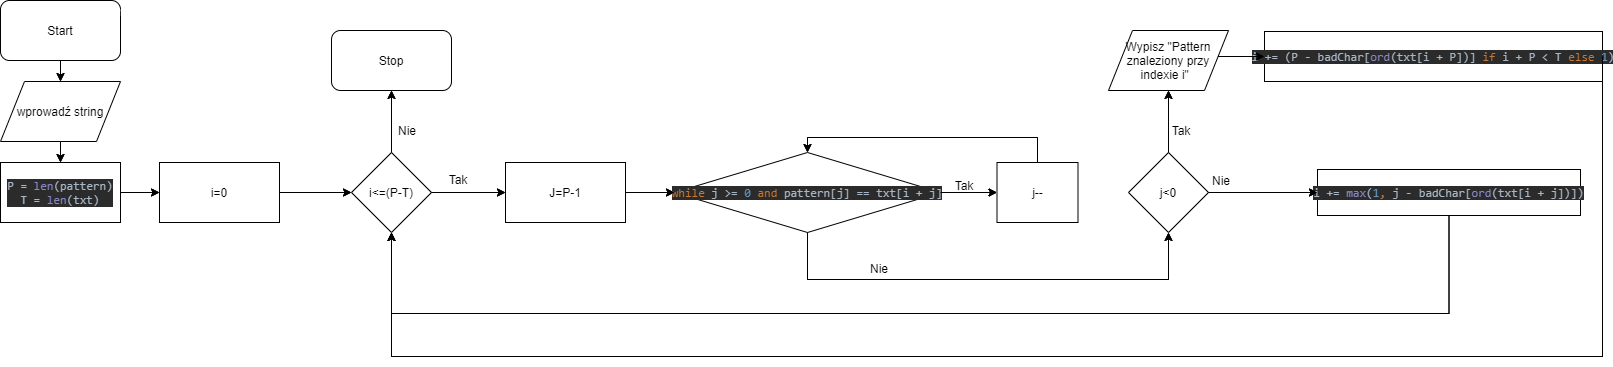 Start
wprowadź string
P = len(pattern)
T = len(txt)
i=0
Stop
Nie
i<=(P-T)
Tak
J=P-1
while j >= 0 and pattern[j] == txt[i + j]
Tak
j--
Nie
j<0
Tak
Wypisz "Pattern
znaleziony przy
indexie i"
i += (P - badChar[ord(txt[i + P])] if i + P < T else 1)
Nie
i += max(1, j - badChar[ord(txt[i + j])])